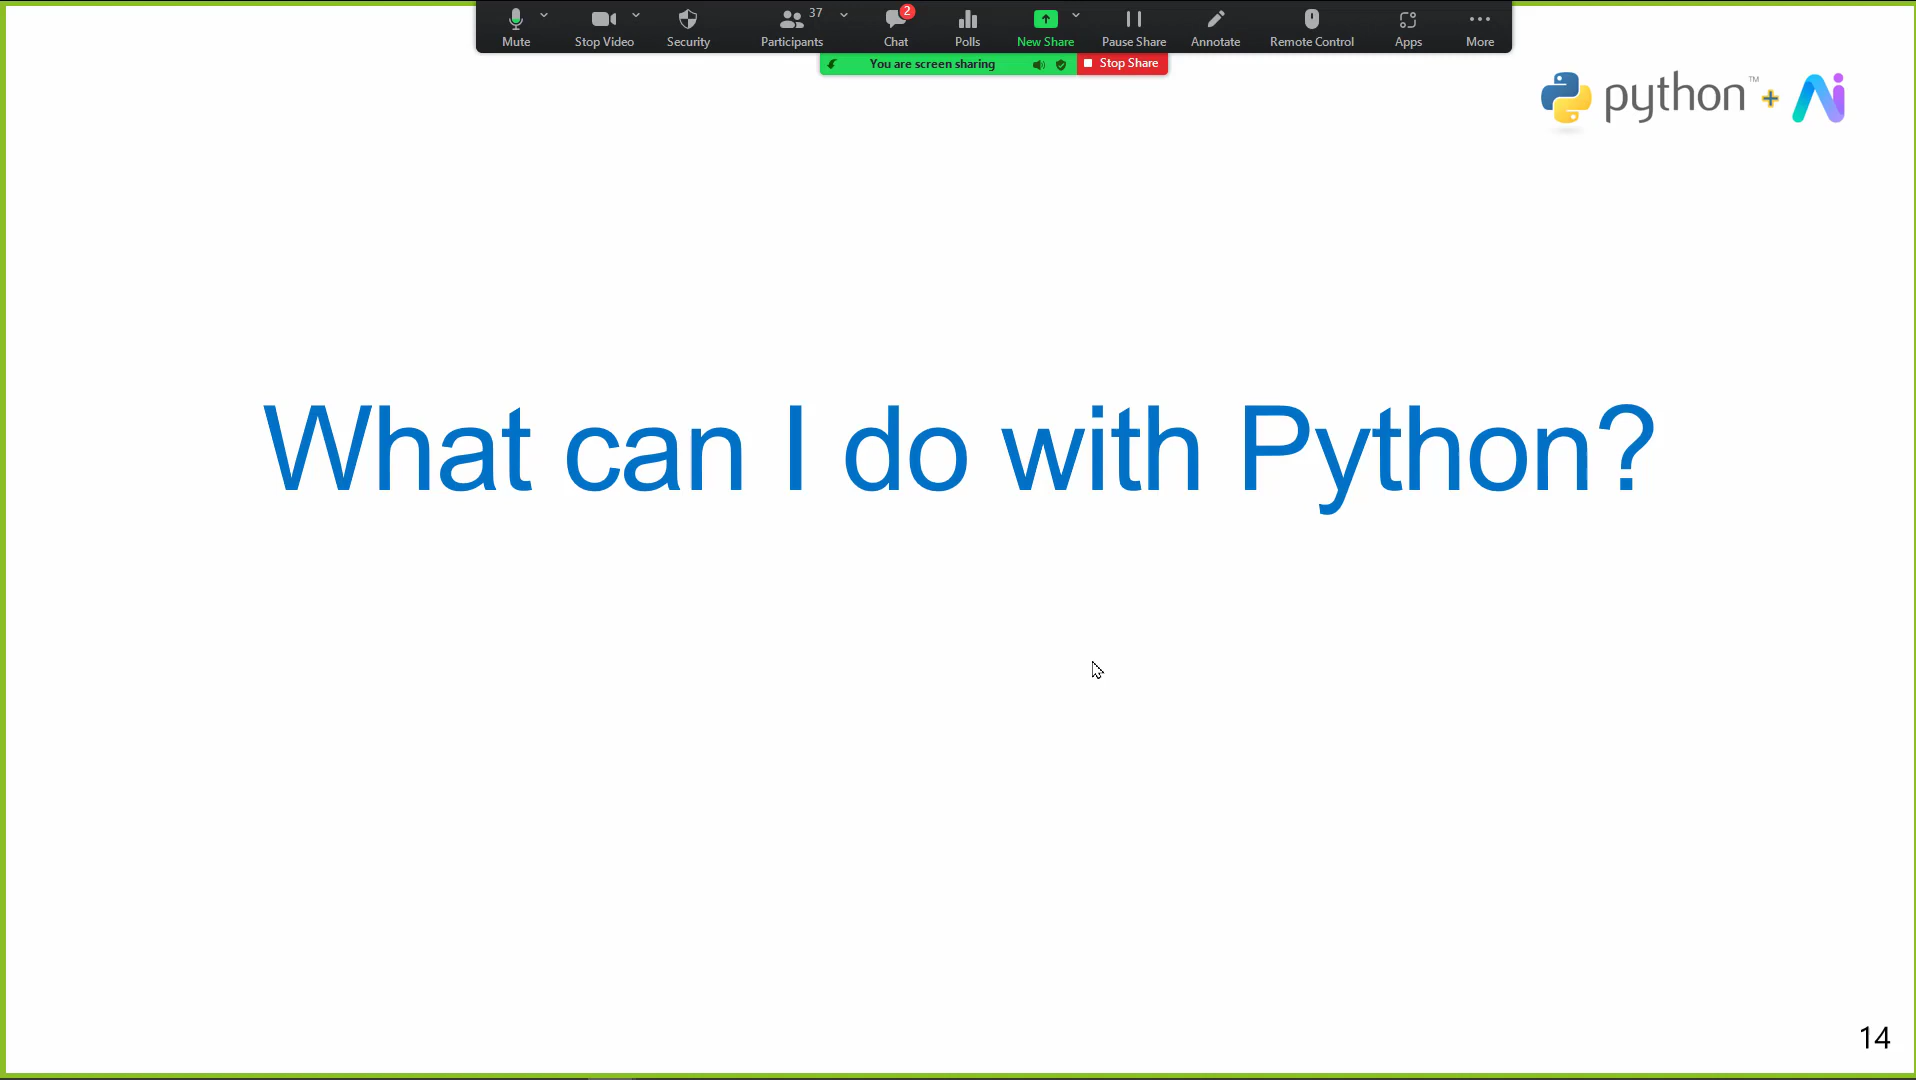 37 2
Mute Stop Video Security Participants Chat Polls New Share Pause Share Annotate Remote Control Apps More
You are screen sharing Stop Share
python™ + Ai
What can I do with Python?
14